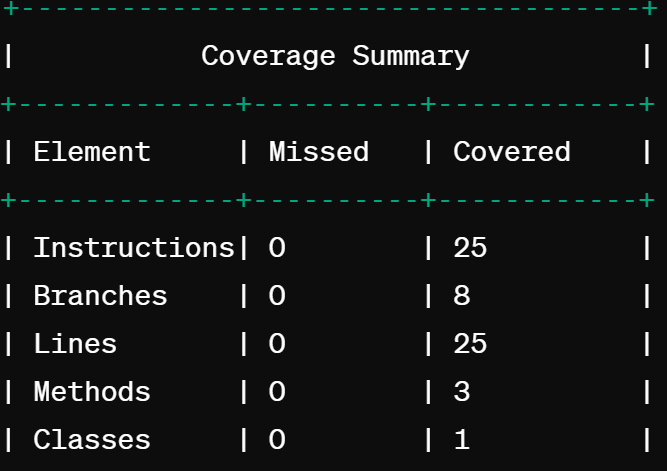 +-------------------------------------+
| Coverage Summary |
+-------------+----------+------------+
| Element | Missed | Covered |
+-------------+----------+------------+
| Instructions| 0 | 25 |
| Branches | 0 | 8 |
| Lines | 0 | 25 |
| Methods | 0 | 3 |
| Classes | 0 | 1 |